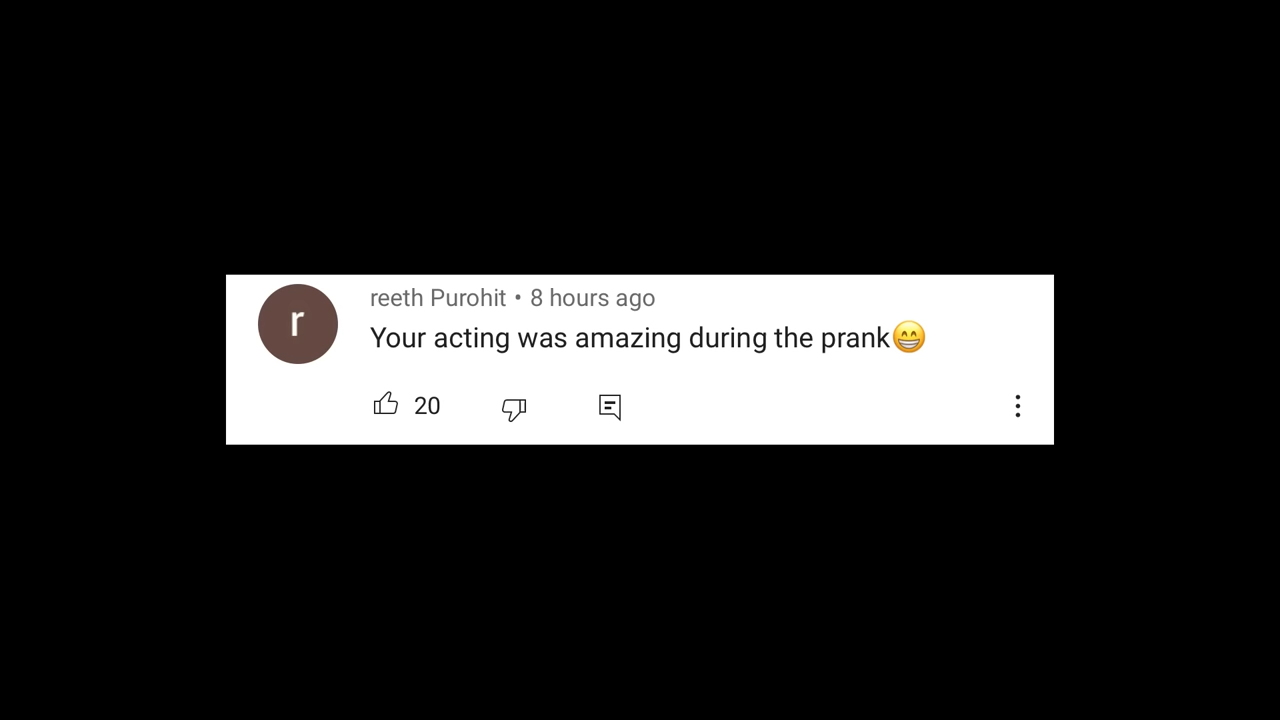 r
reeth Purohit • 8 hours ago
Your acting was amazing during the prank😁
20